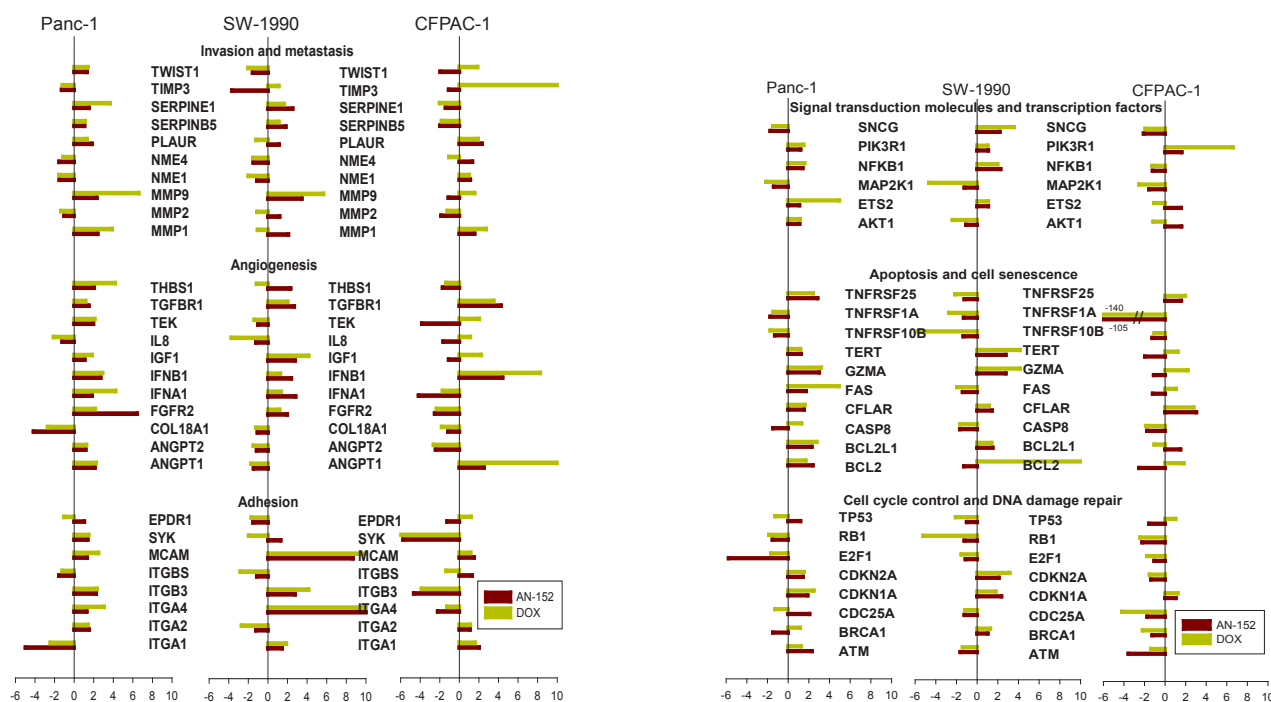 Panc-1 SW-1990 CFPAC-1
Invasion and metastasis
TWIST1 TWIST1
TIMP3 TIMP3
SERPINE1 SERPINE1
SERPINB5 SERPINB5
PLAUR PLAUR
NME4 NME4
NME1 NME1
MMP9 MMP9
MMP2 MMP2
MMP1 MMP1
Angiogenesis
THBS1 THBS1
TGFBR1 TGFBR1
TEK TEK
IL8 IL8
IGF1 IGF1
IFNB1 IFNB1
IFNA1 IFNA1
FGFR2 FGFR2
COL18A1 COL18A1
ANGPT2 ANGPT2
ANGPT1 ANGPT1
Adhesion
EPDR1 EPDR1
SYK SYK
MCAM MCAM
ITGBS ITGBS
ITGB3 ITGB3
ITGA4 ITGA4
ITGA2 ITGA2
ITGA1 ITGA1
AN-152
DOX
-6 -4 -2 0 2 4 6 8 10 -6 -4 -2 0 2 4 6 8 10 -6 -4 -2 0 2 4 6 8 10
Panc-1 SW-1990 CFPAC-1
Signal transduction molecules and transcription factors
SNCG SNCG
PIK3R1 PIK3R1
NFKB1 NFKB1
MAP2K1 MAP2K1
ETS2 ETS2
AKT1 AKT1
Apoptosis and cell senescence
TNFRSF25 TNFRSF25
TNFRSF1A TNFRSF1A -140
//
TNFRSF10B TNFRSF10B -105
TERT TERT
GZMA GZMA
FAS FAS
CFLAR CFLAR
CASP8 CASP8
BCL2L1 BCL2L1
BCL2 BCL2
Cell cycle control and DNA damage repair
TP53 TP53
RB1 RB1
E2F1 E2F1
CDKN2A CDKN2A
CDKN1A CDKN1A
CDC25A CDC25A
BRCA1 BRCA1
ATM ATM
AN-152
DOX
-6 -4 -2 0 2 4 6 8 10 -6 -4 -2 0 2 4 6 8 10 -6 -4 -2 0 2 4 6 8 10